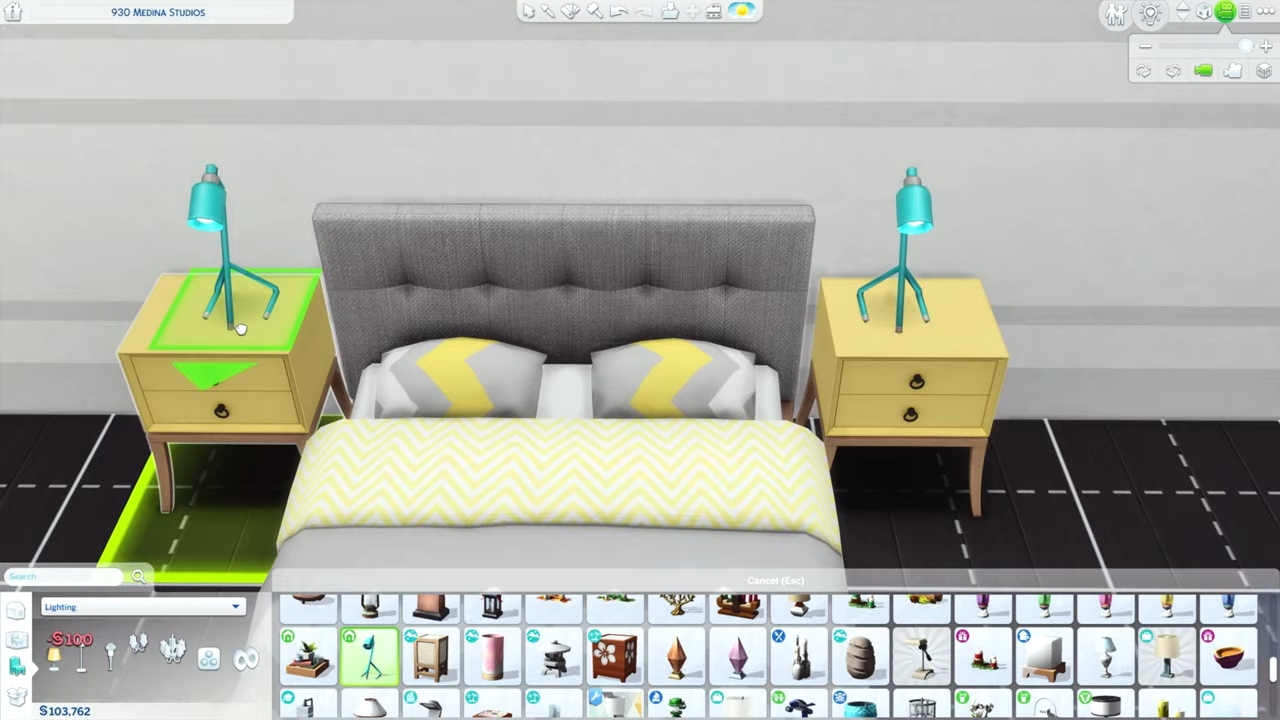 930 MEDINA STUDIOS
Cancel (Esc)
Search
Lighting
-§100
§103,762